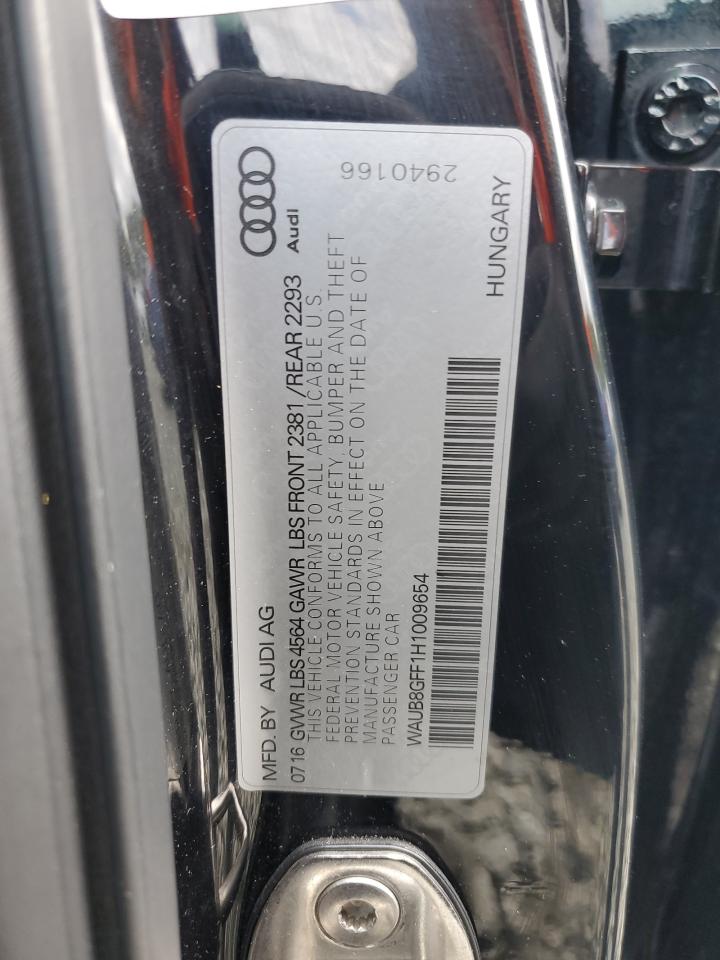 MFD. BY AUDI AG
Audi
0716 GVWR LBS 4564 GAWR LBS FRONT 2381 /REAR 2293
THIS VEHICLE CONFORMS TO ALL APPLICABLE U S.
FEDERAL MOTOR VEHICLE SAFETY, BUMPER AND THEFT
PREVENTION STANDARDS IN EFFECT ON THE DATE OF
MANUFACTURE SHOWN ABOVE
PASSENGER CAR
2940166
WAUB8GFF1H1009654
HUNGARY